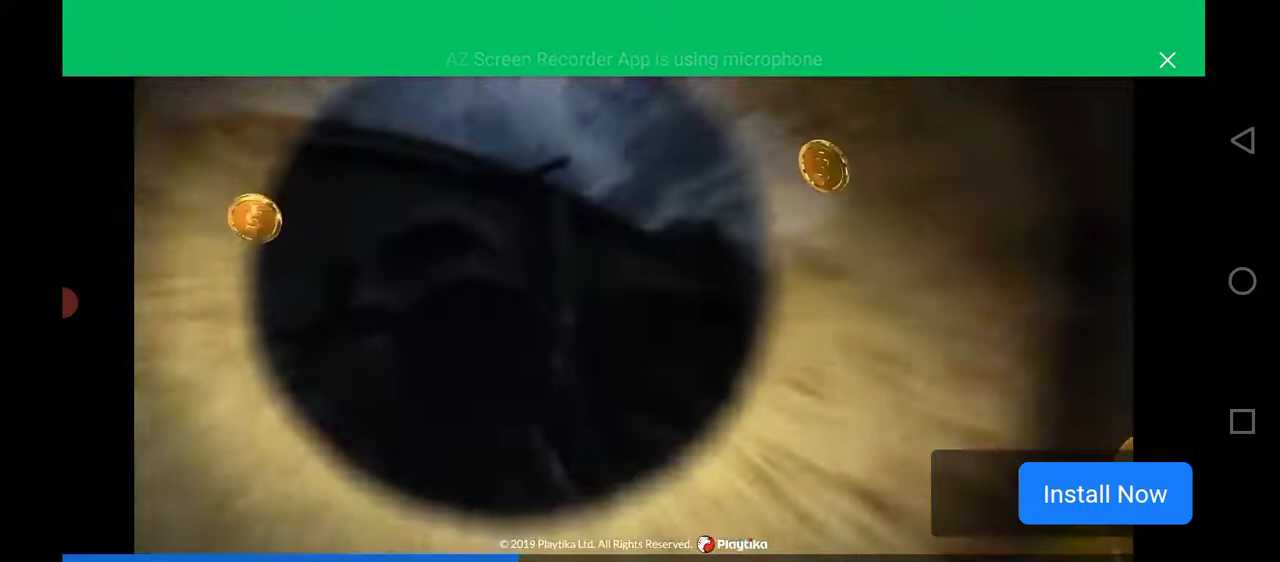 AZ Screen Recorder App is using microphone
Install Now
© 2019 Playtika Ltd. All Rights Reserved. Playtika